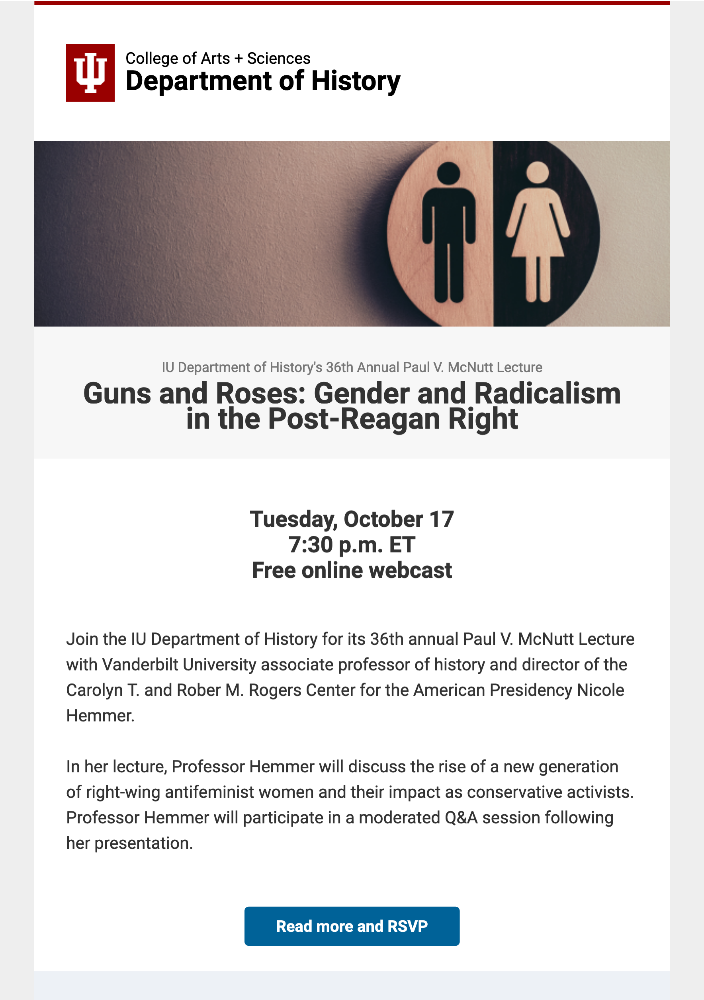 College of Arts + Sciences
Department of History
IU Department of History's 36th Annual Paul V. McNutt Lecture
Guns and Roses: Gender and Radicalism
in the Post-Reagan Right
Tuesday, October 17
7:30 p.m. ET
Free online webcast
Join the IU Department of History for its 36th annual Paul V. McNutt Lecture
with Vanderbilt University associate professor of history and director of the
Carolyn T. and Rober M. Rogers Center for the American Presidency Nicole
Hemmer.
In her lecture, Professor Hemmer will discuss the rise of a new generation
of right-wing antifeminist women and their impact as conservative activists.
Professor Hemmer will participate in a moderated Q&A session following
her presentation.
Read more and RSVP